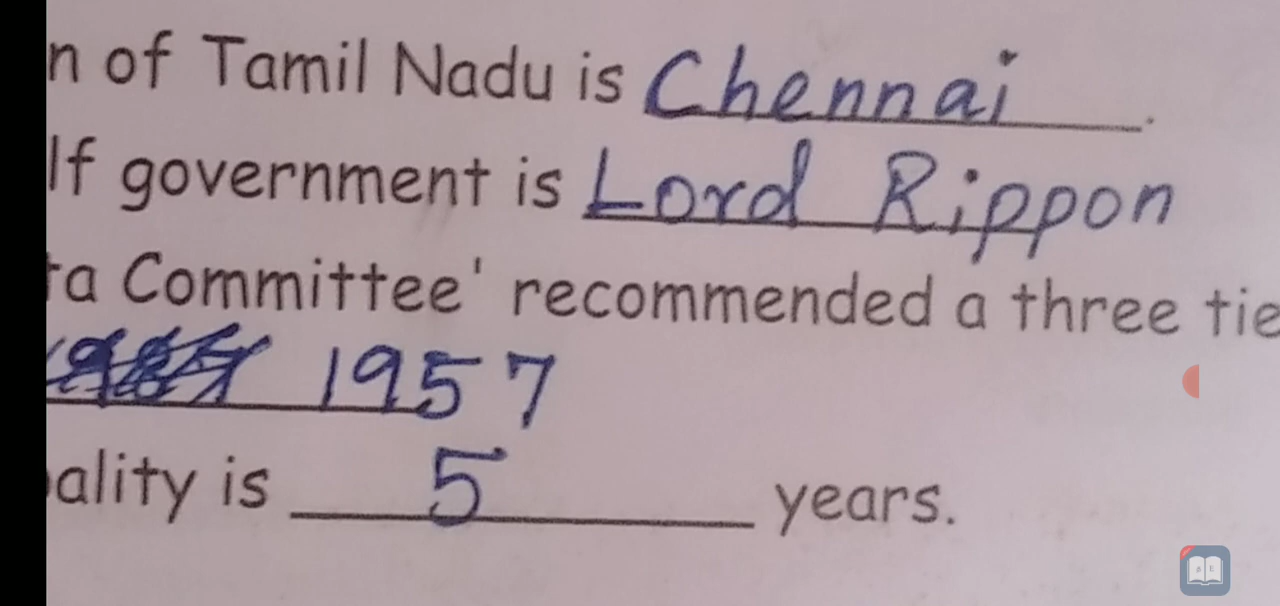 n of Tamil Nadu is Chennai.
lf government is Lord Rippon
ta Committee' recommended a three tie
1957
ality is 5 years.